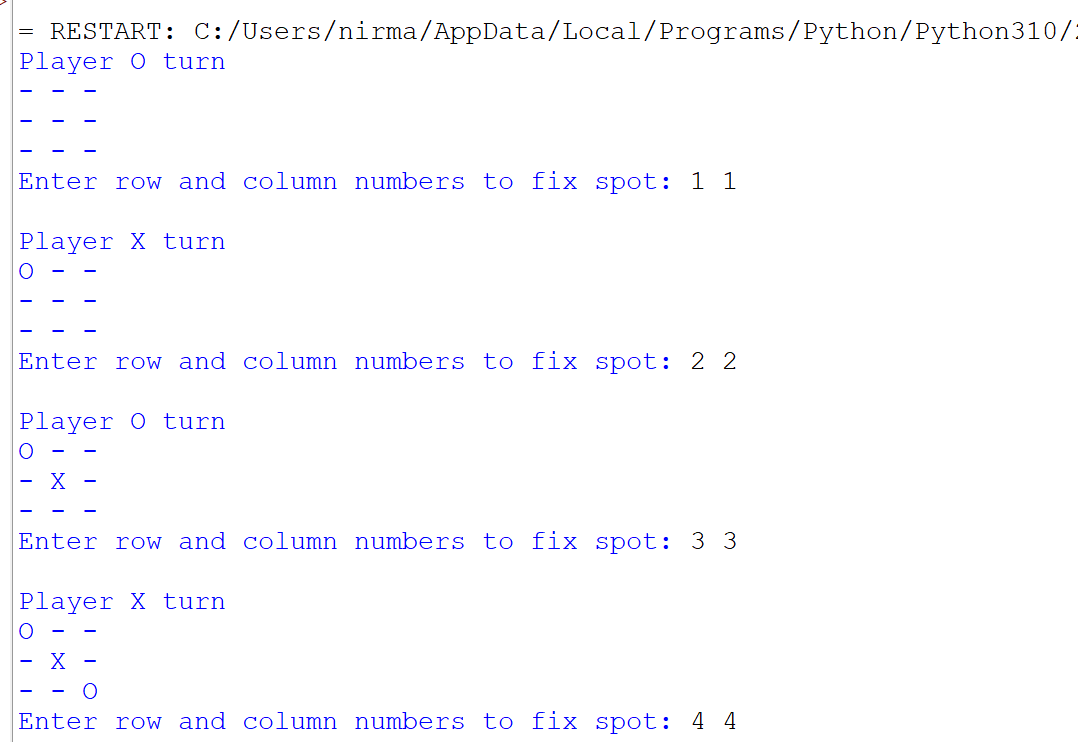 = RESTART: C:/Users/nirma/AppData/Local/Programs/Python/Python310/
Player O turn
- - -
- - -
- - -
Enter row and column numbers to fix spot: 1 1
Player X turn
O - -
- - -
- - -
Enter row and column numbers to fix spot: 2 2
Player O turn
O - -
- X -
- - -
Enter row and column numbers to fix spot: 3 3
Player X turn
O - -
- X -
- - O
Enter row and column numbers to fix spot: 4 4